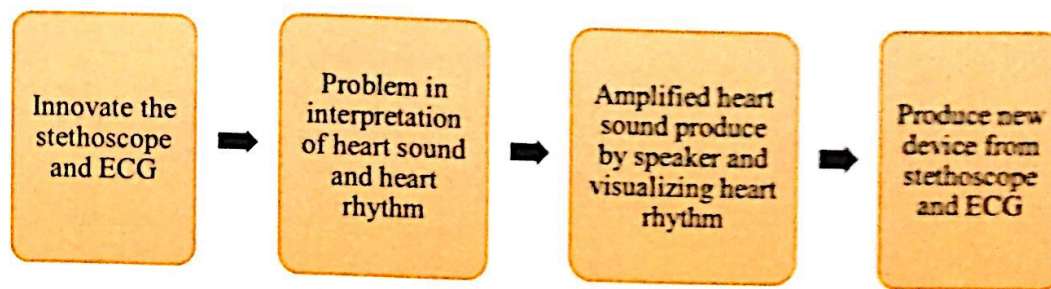 Innovate the
stethoscope
and ECG
Problem in
interpretation
of heart sound
and heart
rhythm
Amplified heart
sound produce
by speaker and
visualizing heart
rhythm
Produce new
device from
stethoscope
and ECG